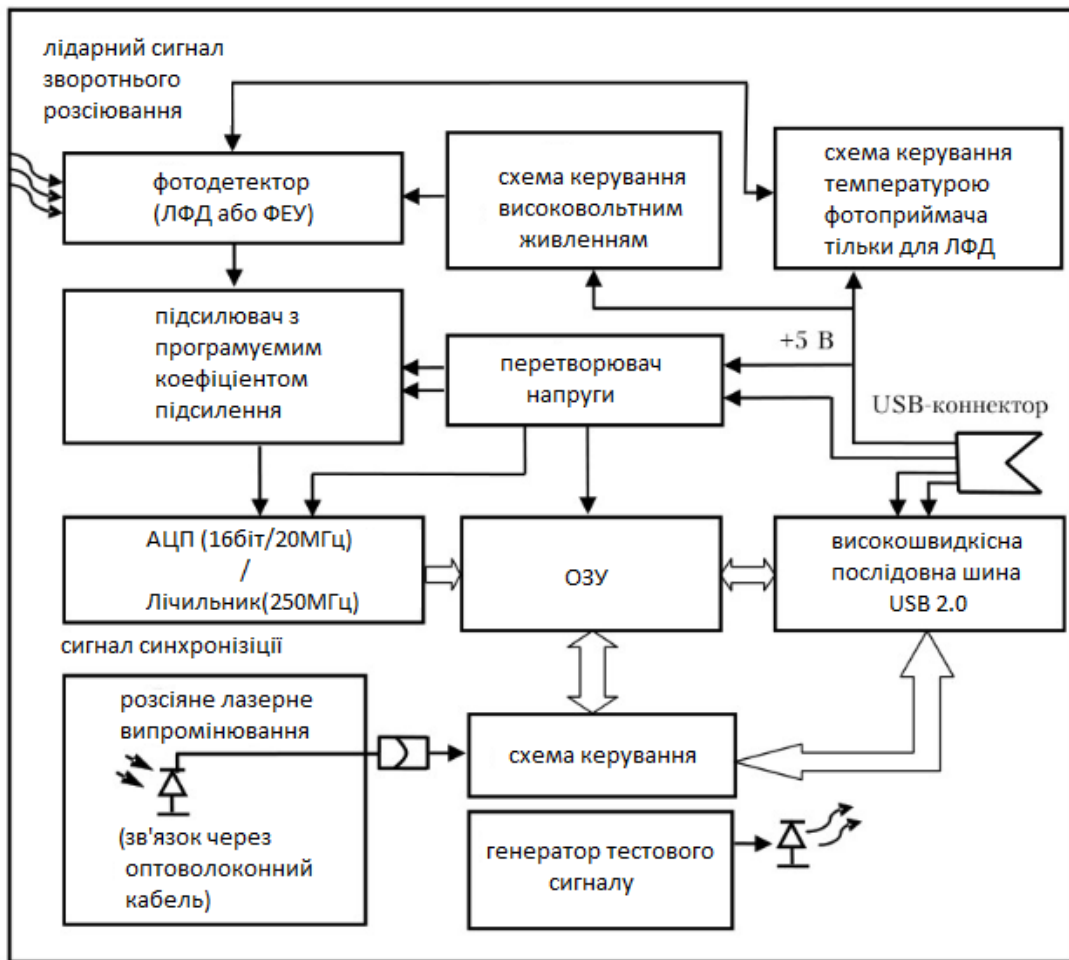 лідарний сигнал
зворотнього
розсіювання
фотодетектор
(ЛФД або ФЕУ)
схема керування
високовольтним
живленням
схема керування
температурою
фотоприймача
тільки для ЛФД
підсилювач з
програмуємим
коефіціентом
підсилення
перетворювач
напруги
+5 В
USB-коннектор
АЦП (16біт/20МГц)
/
Лічильник(250МГц)
ОЗУ
високошвидкісна
послідовна шина
USB 2.0
сигнал синхронізіції
розсіяне лазерне
випромінювання
(зв'язок через
оптоволоконний
кабель)
схема керування
генератор тестового
сигналу